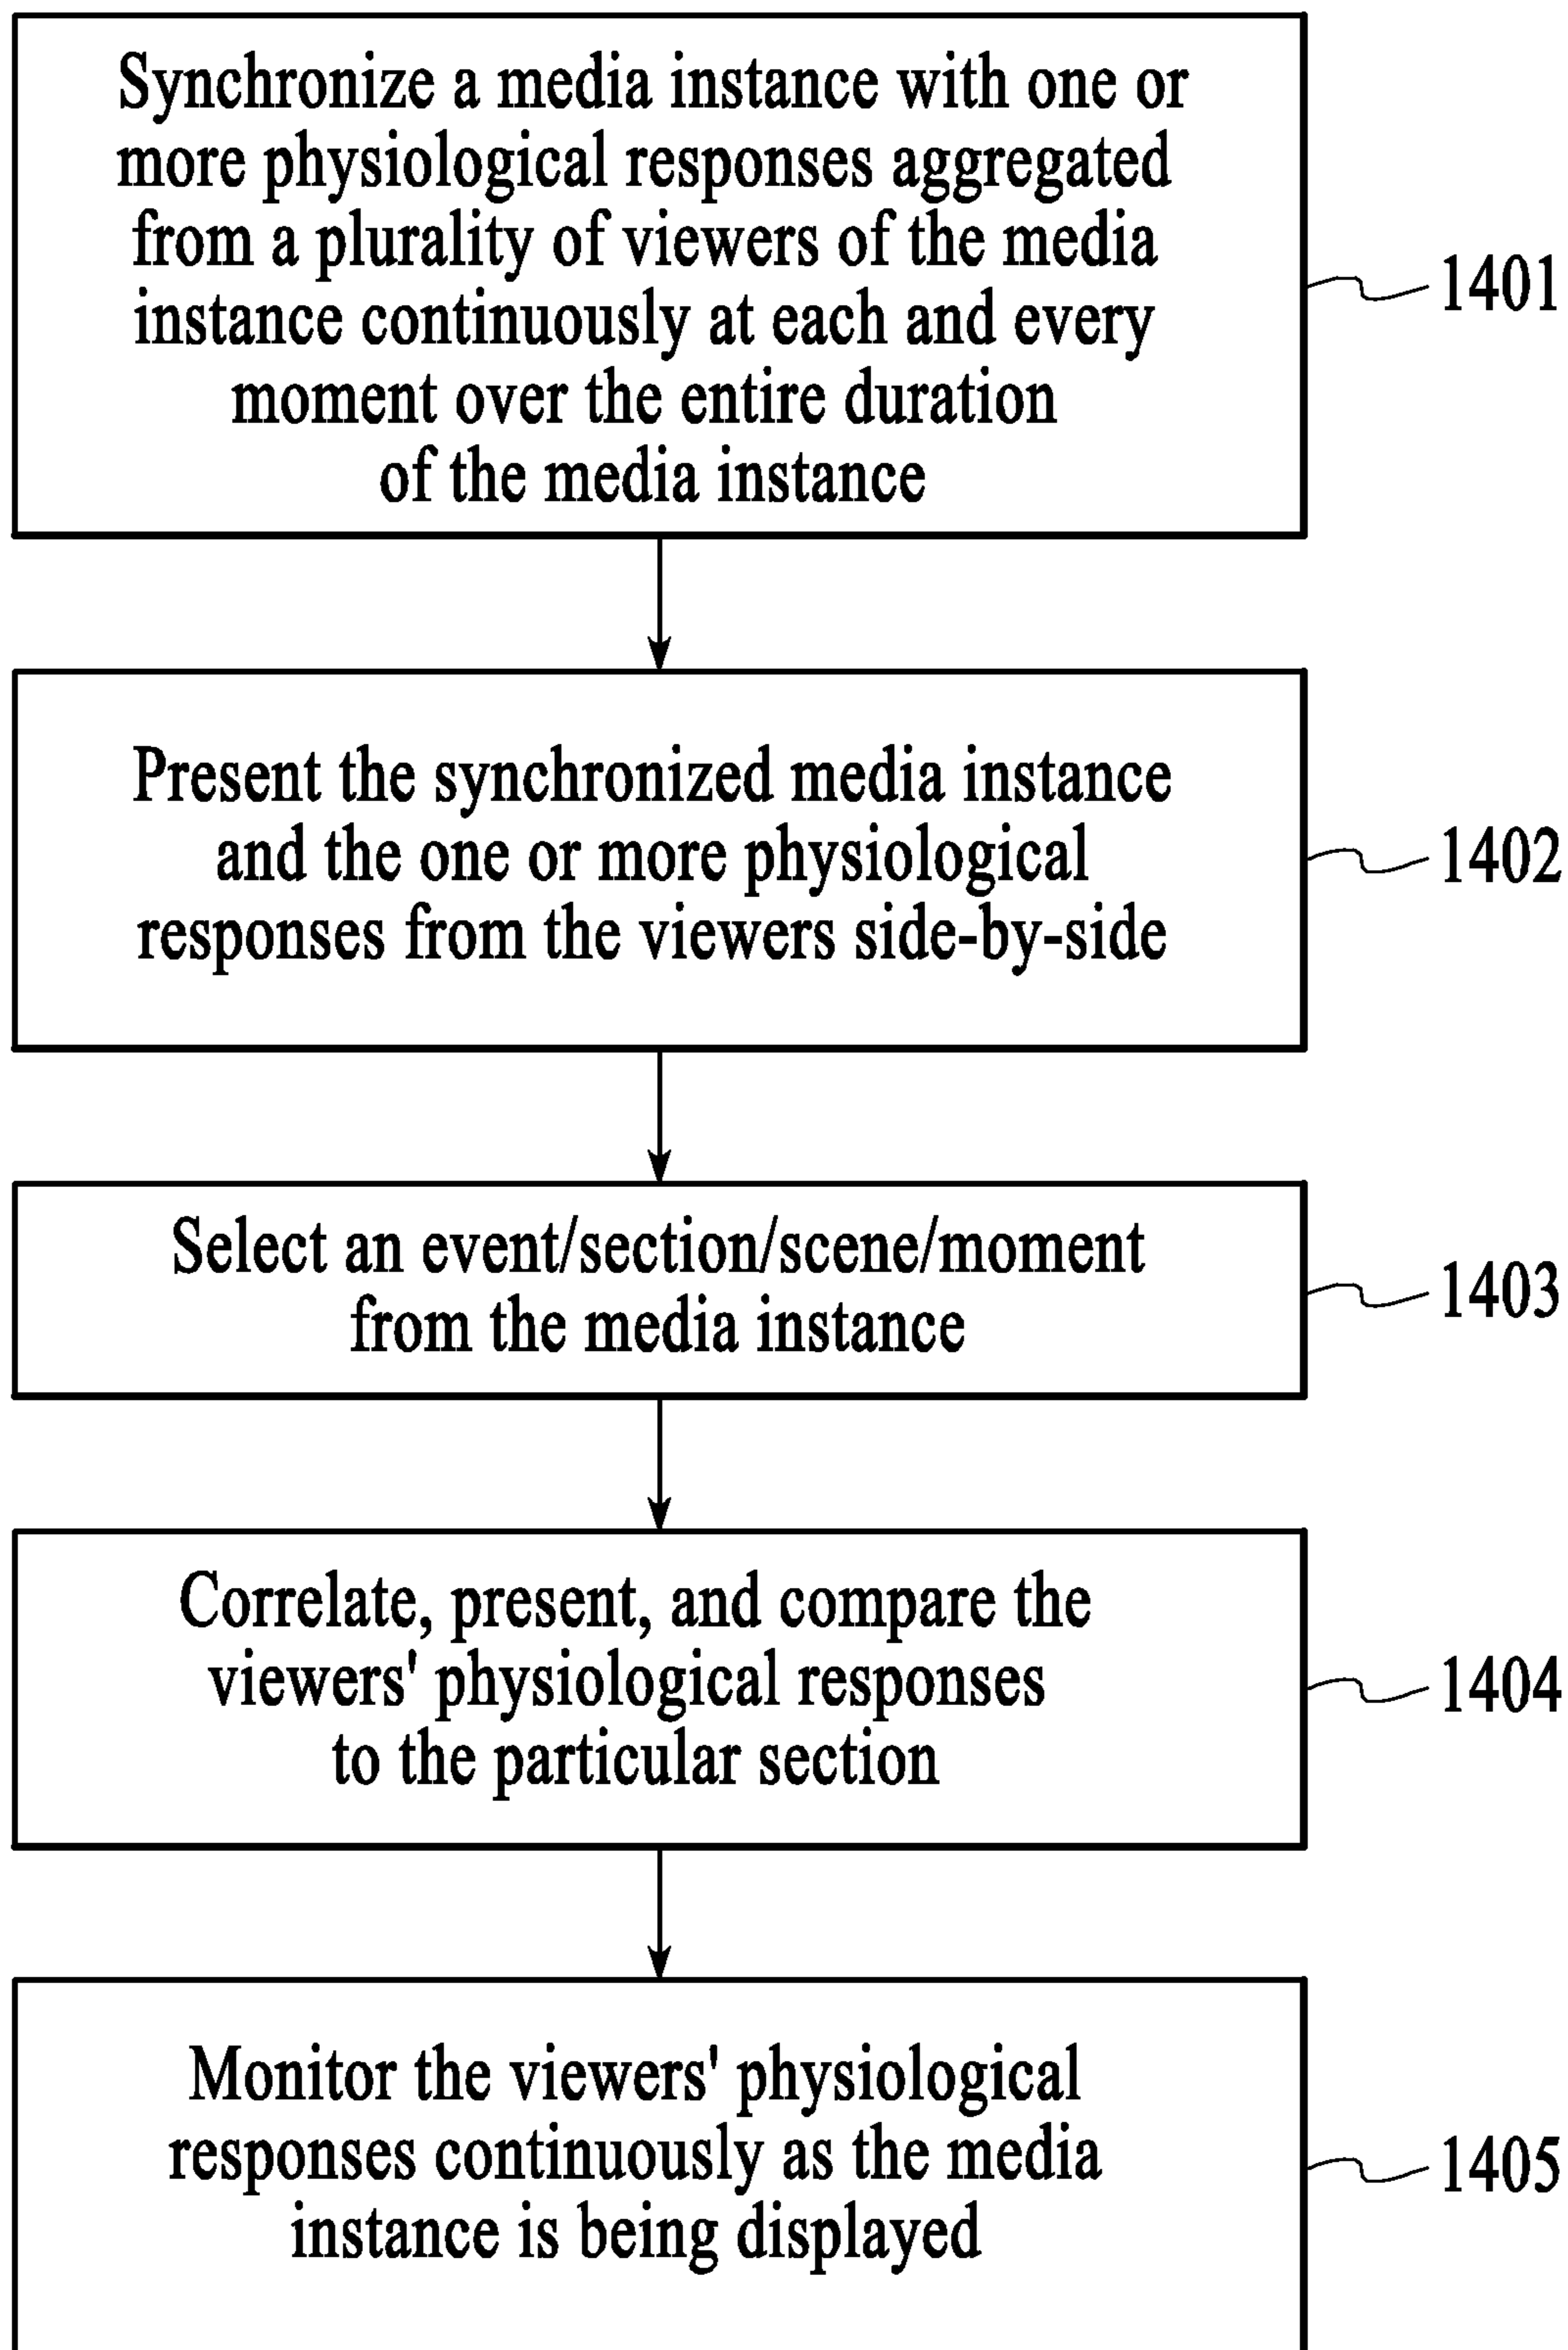 Synchronize a media instance with one or
more physiological responses aggregated
from a plurality of viewers of the media
instance continuously at each and every
moment over the entire duration
of the media instance
1401
Present the synchronized media instance
and the one or more physiological
responses from the viewers side-by-side
1402
Select an event/section/scene/moment
from the media instance
1403
Correlate, present, and compare the
viewers' physiological responses
to the particular section
1404
Monitor the viewers' physiological
responses continuously as the media
instance is being displayed
1405